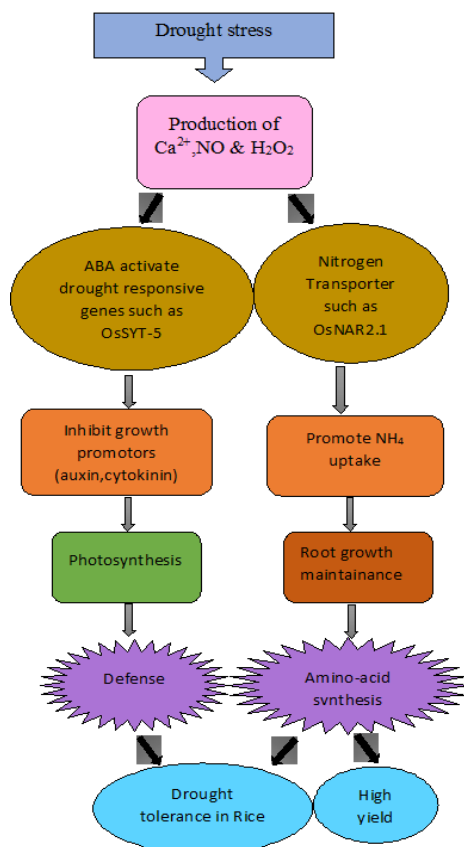 Drought stress
Production of
Ca²⁺,NO & H₂O₂
ABA activate
drought responsive
genes such as
OsSYT-5
Nitrogen
Transporter
such as
OsNAR2.1
Inhibit growth
promotors
(auxin,cytokinin)
Promote NH₄
uptake
Photosynthesis
Root growth
maintainance
Defense
Amino-acid
synthesis
Drought
tolerance in Rice
High
yield